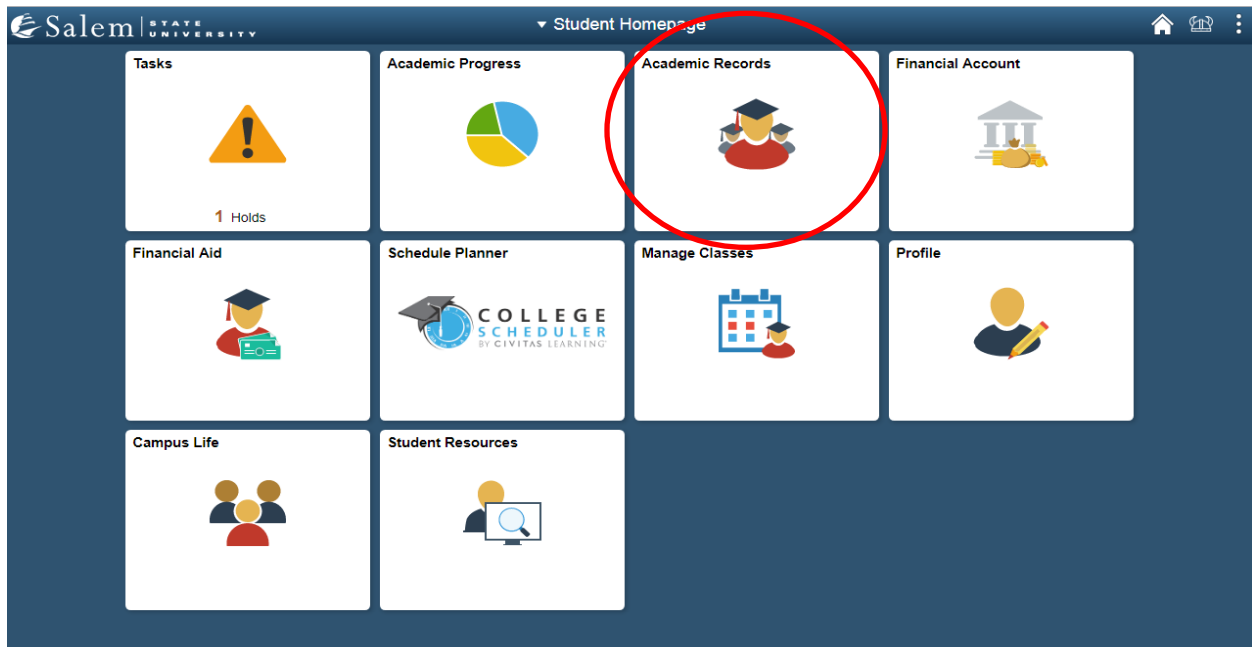 Salem STATE UNIVERSITY
Student Homepage
Tasks
1 Holds
Academic Progress
Academic Records
Financial Account
Financial Aid
Schedule Planner
COLLEGE
SCHEDULER
BY CIVITAS LEARNING
Manage Classes
Profile
Campus Life
Student Resources